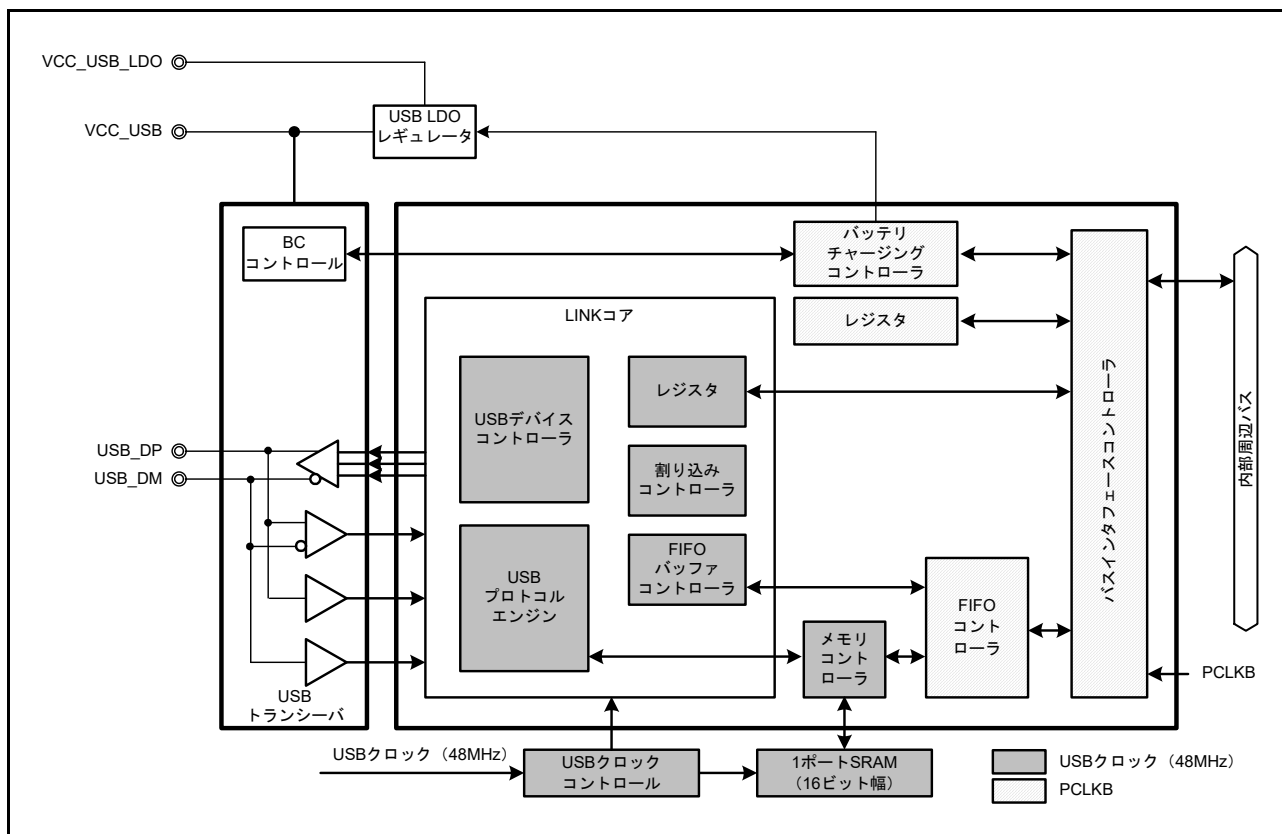 VCC_USB_LDO
VCC_USB
USB LDO
レギュレータ
BC
コントロール
バッテリ
チャージング
コントローラ
レジスタ
LINKコア
USBデバイス
コントローラ
レジスタ
割り込み
コントローラ
USB
プロトコル
エンジン
FIFO
バッファ
コントローラ
メモリ
コント
ローラ
FIFO
コント
ローラ
バスインタフェースコントローラ
内部周辺バス
USB_DP
USB_DM
USB
トランシーバ
PCLKB
USBクロック（48MHz）
USBクロック
コントロール
1ポートSRAM
（16ビット幅）
USBクロック（48MHz）
PCLKB